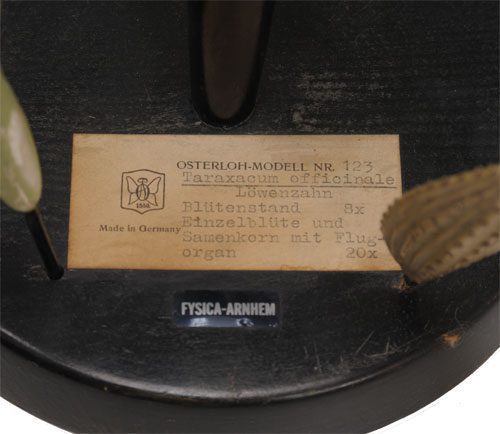 OSTERLOH-MODELL NR. 123
Taraxacum officinale
Löwenzahn
Blütenstand 8x
Einzelblüte und
Samenkorn mit Flug-
organ 20x
Made in Germany
FYSICA-ARNHEM